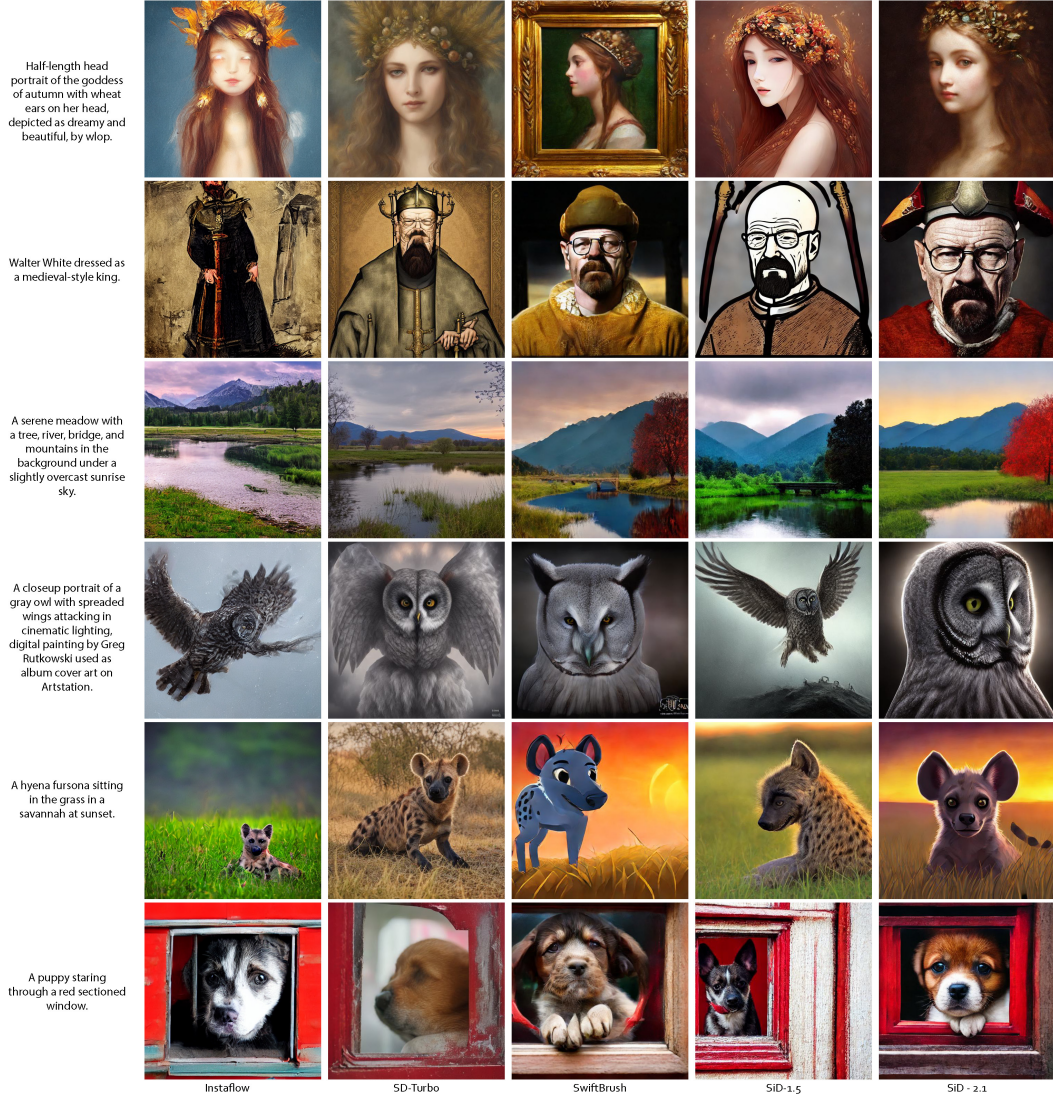 Half-length head
portrait of the goddess
of autumn with wheat
ears on her head,
depicted as dreamy and
beautiful, by wlop.
Walter White dressed as
a medieval-style king.
A serene meadow with
a tree, river, bridge, and
mountains in the
background under a
slightly overcast sunrise
sky.
A closeup portrait of a
gray owl with spreaded
wings attacking in
cinematic lighting,
digital painting by Greg
Rutkowski used as
album cover art on
Artstation.
A hyena fursona sitting
in the grass in a
savannah at sunset.
A puppy staring
through a red sectioned
window.
Instaflow
SD-Turbo
SwiftBrush
SiD-1.5
SiD - 2.1